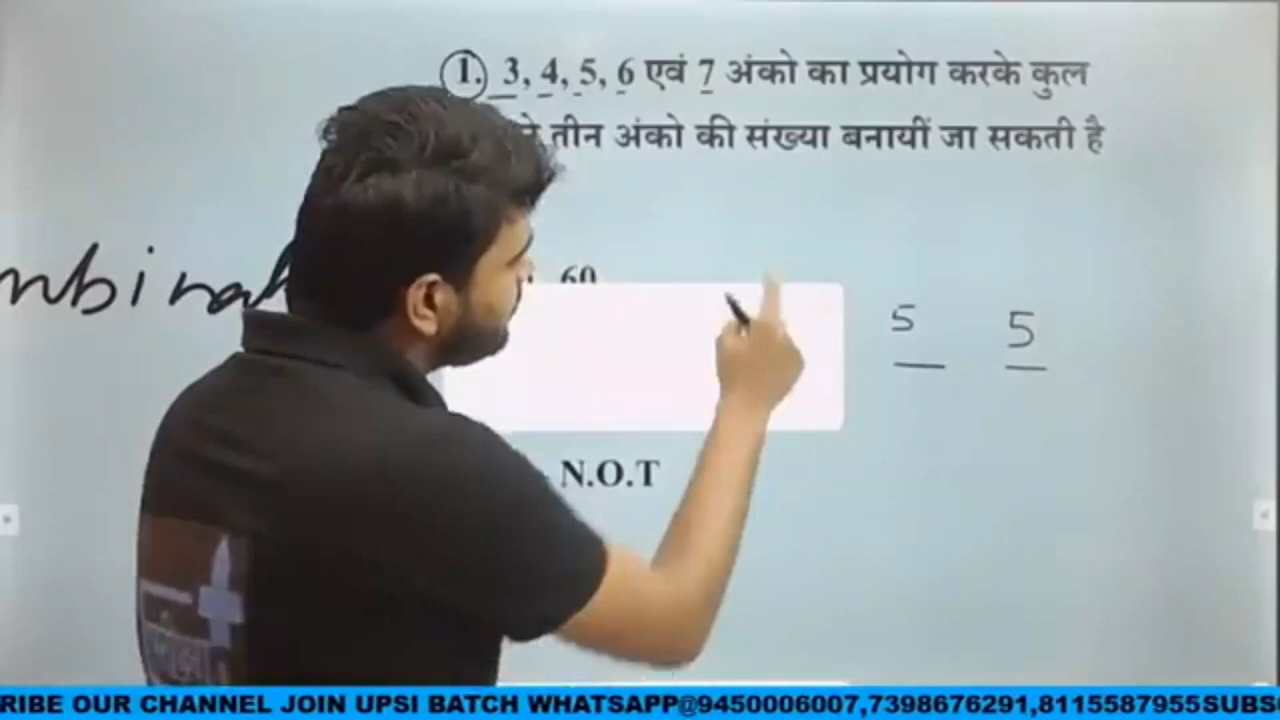 1. 3, 4, 5, 6 एवं 7 अंको का प्रयोग करके कुल
तीन अंको की संख्या बनायीं जा सकती है
60
5 5
N.O.T
RIBE OUR CHANNEL JOIN UPSI BATCH WHATSAPP@9450006007,7398676291,8115587955SUBS